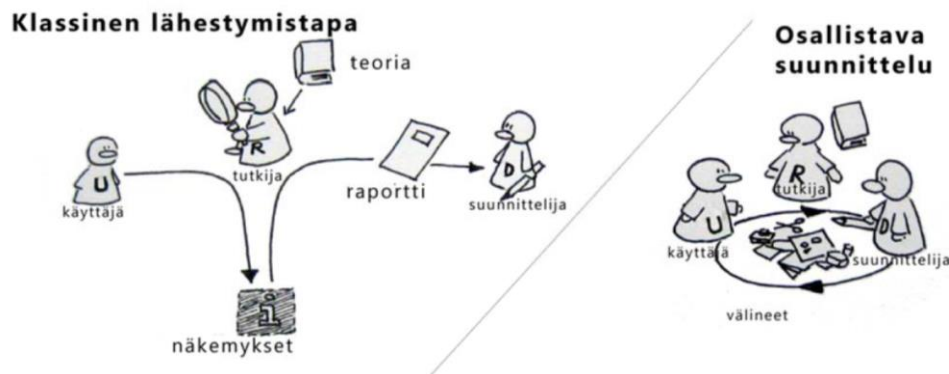 Klassinen lähestymistapa
teoria
R
tutkija
U
käyttäjä
raportti
D
suunnittelija
i
näkemykset
Osallistava
suunnittelu
R
tutkija
U
käyttäjä
D
suunnittelija
välineet